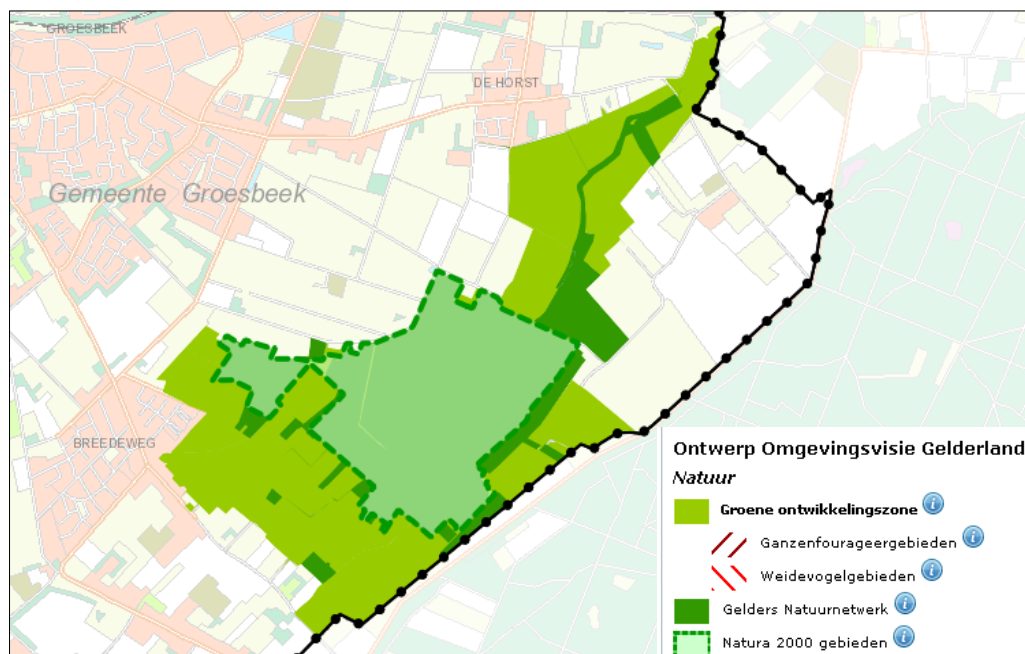 GROESBEEK
DE HORST
Gemeente Groesbeek
BREEDEWEG
Ontwerp Omgevingsvisie Gelderland
Natuur
Groene ontwikkelingszone i
Ganzenfourageergebieden i
Weidevogelgebieden i
Gelders Natuurnetwerk i
Natura 2000 gebieden i